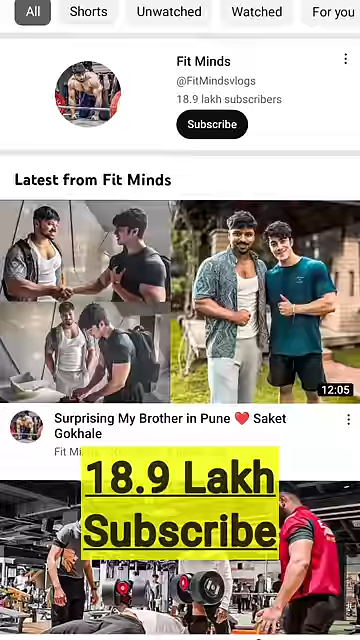 All Shorts Unwatched Watched For you
Fit Minds
@FitMindsvlogs
18.9 lakh subscribers
Subscribe
Latest from Fit Minds
12:05
Surprising My Brother in Pune ❤️ Saket
Gokhale
18.9 Lakh
Subscribe